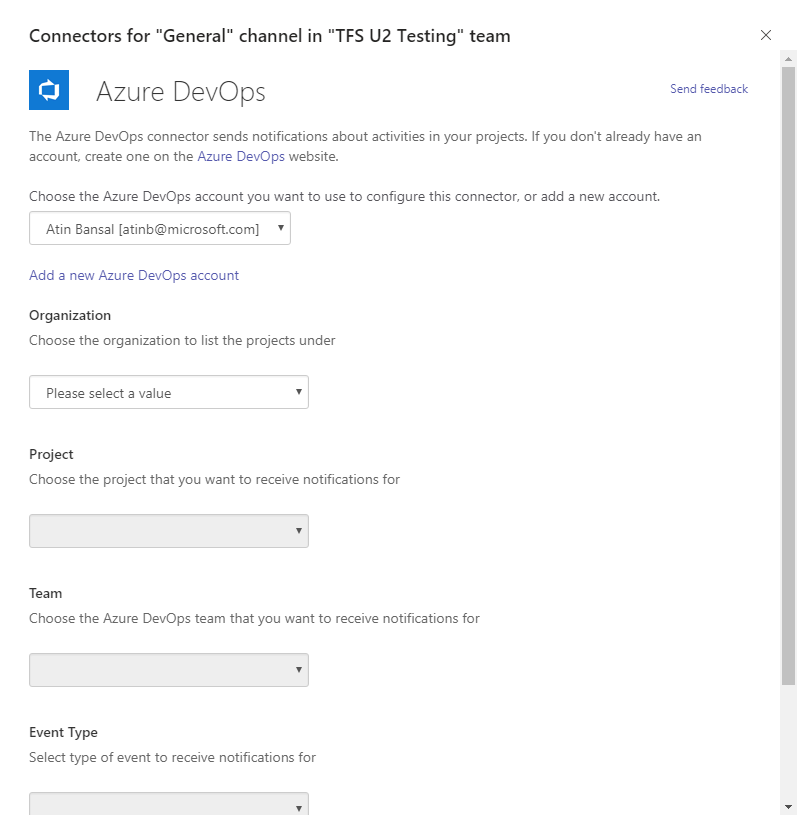 Connectors for "General" channel in "TFS U2 Testing" team
Azure DevOps
Send feedback
The Azure DevOps connector sends notifications about activities in your projects. If you don't already have an
account, create one on the Azure DevOps website.
Choose the Azure DevOps account you want to use to configure this connector, or add a new account.
Atin Bansal [atinb@microsoft.com]
Add a new Azure DevOps account
Organization
Choose the organization to list the projects under
Please select a value
Project
Choose the project that you want to receive notifications for
Team
Choose the Azure DevOps team that you want to receive notifications for
Event Type
Select type of event to receive notifications for